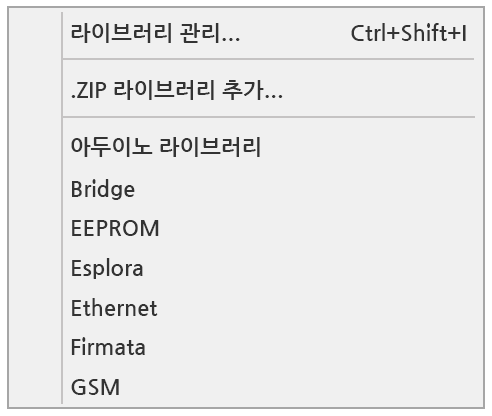 라이브러리 관리... Ctrl+Shift+I
.ZIP 라이브러리 추가...
아두이노 라이브러리
Bridge
EEPROM
Esplora
Ethernet
Firmata
GSM